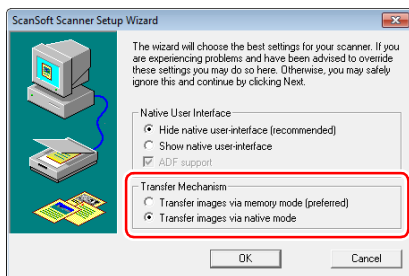 ScanSoft Scanner Setup Wizard
The wizard will choose the best settings for your scanner. If you
are experiencing problems and have been advised to override
these settings you may do so here. Otherwise, you may safely
ignore this and continue by clicking Next.
Native User Interface
Hide native user-interface (recommended)
Show native user-interface
ADF support
Transfer Mechanism
Transfer images via memory mode (preferred)
Transfer images via native mode
OK
Cancel